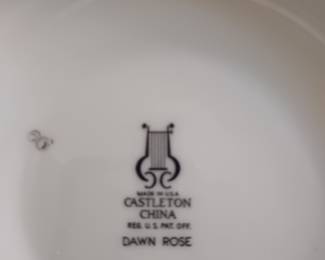 MADE IN U.S.A.
CASTLETON
CHINA
REG. U.S. PAT. OFF.
DAWN ROSE